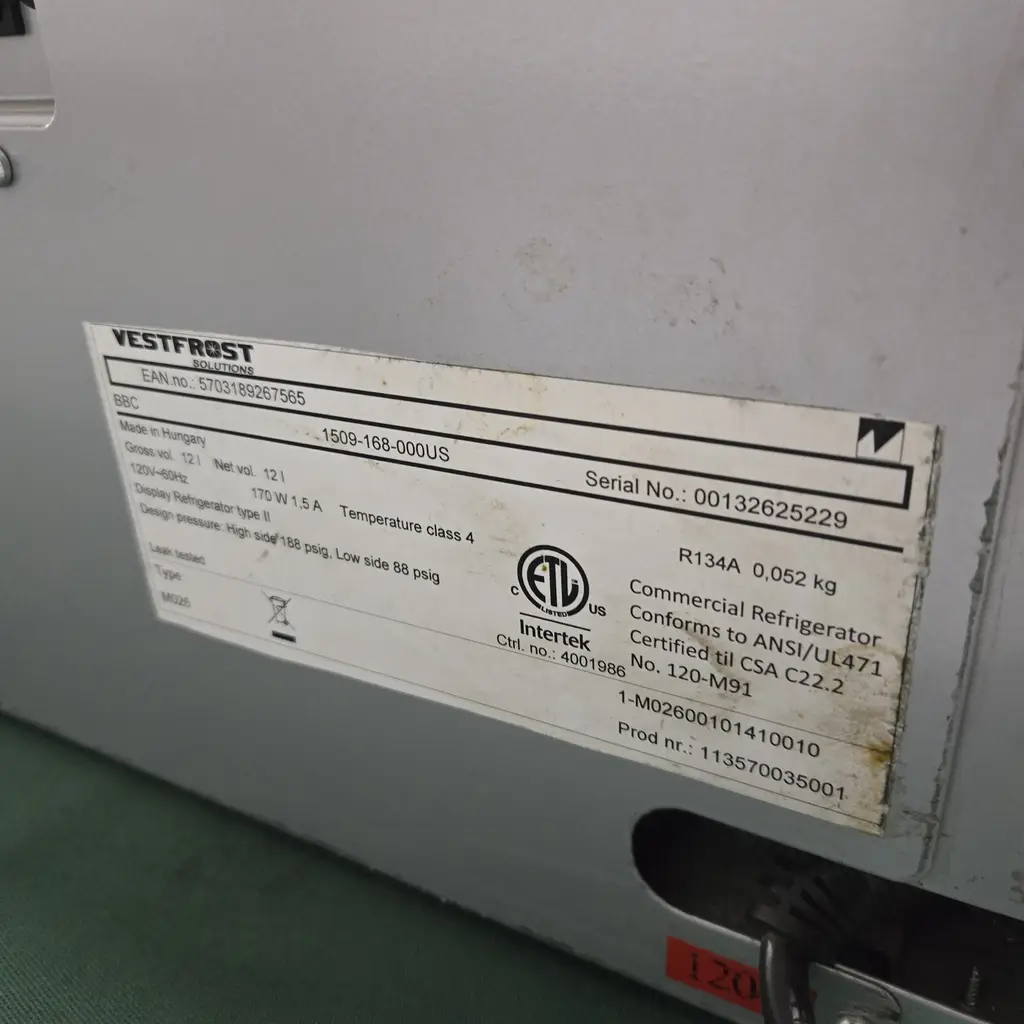 VESTFROST
SOLUTIONS
EAN.no.: 5703189267565
BBC
1509-168-000US
Serial No.: 00132625229
Made in Hungary
Gross vol. 12 l Net vol. 12 l
120V~60Hz
170 W 1,5 A Temperature class 4
R134A 0,052 kg
Display Refrigerator type II
Design pressure: High side 188 psig, Low side 88 psig
Leak tested
Type
M026
C ETL US
LISTED
Intertek
Ctrl. no.: 4001986
Commercial Refrigerator
Conforms to ANSI/UL471
Certified til CSA C22.2
No. 120-M91
1-M02600101410010
Prod nr.: 113570035001
120